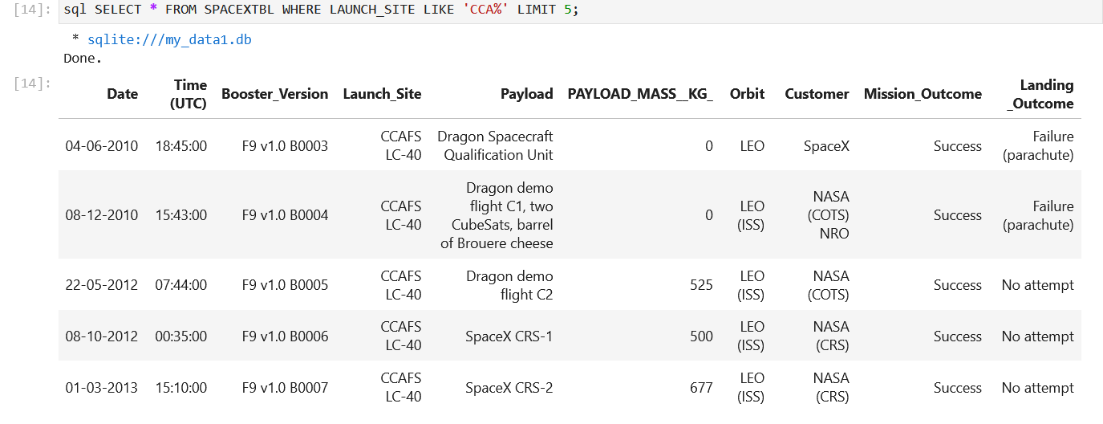 [14]: sql SELECT * FROM SPACEXTBL WHERE LAUNCH_SITE LIKE 'CCA%' LIMIT 5;
* sqlite:///my_data1.db
Done.
[14]:
Date Time (UTC) Booster_Version Launch_Site Payload PAYLOAD_MASS__KG_ Orbit Customer Mission_Outcome Landing _Outcome
04-06-2010 18:45:00 F9 v1.0 B0003 CCAFS LC-40 Dragon Spacecraft Qualification Unit 0 LEO SpaceX Success Failure (parachute)
08-12-2010 15:43:00 F9 v1.0 B0004 CCAFS LC-40 Dragon demo flight C1, two CubeSats, barrel of Brouere cheese 0 LEO (ISS) NASA (COTS) NRO Success Failure (parachute)
22-05-2012 07:44:00 F9 v1.0 B0005 CCAFS LC-40 Dragon demo flight C2 525 LEO (ISS) NASA (COTS) Success No attempt
08-10-2012 00:35:00 F9 v1.0 B0006 CCAFS LC-40 SpaceX CRS-1 500 LEO (ISS) NASA (CRS) Success No attempt
01-03-2013 15:10:00 F9 v1.0 B0007 CCAFS LC-40 SpaceX CRS-2 677 LEO (ISS) NASA (CRS) Success No attempt